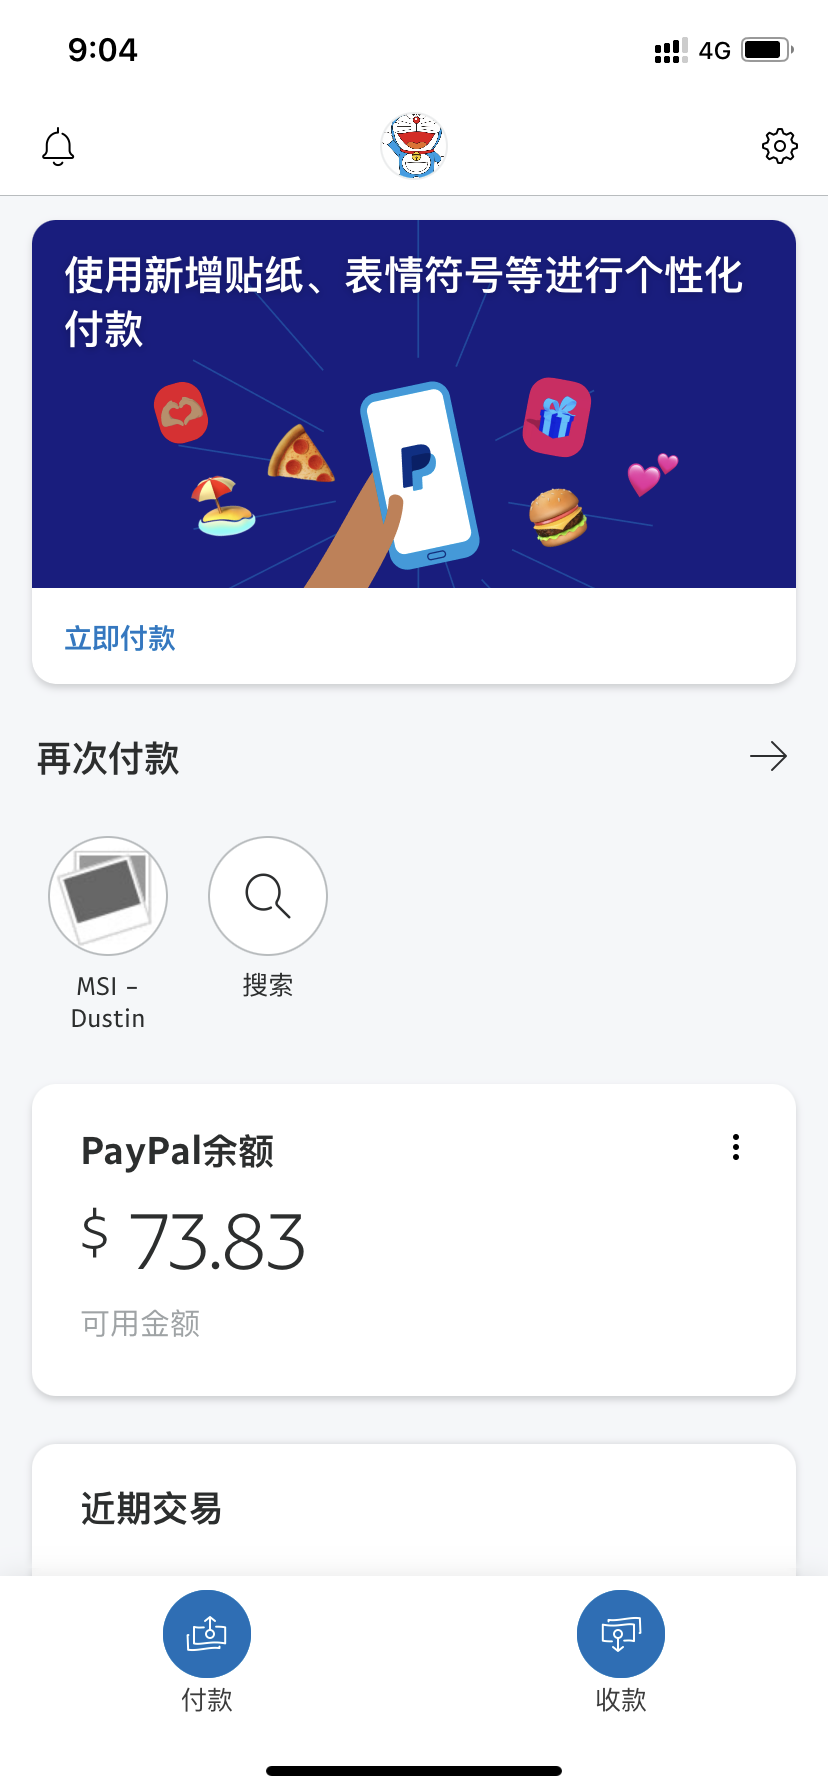 9:04
4G
使用新增贴纸、表情符号等进行个性化
付款
立即付款
再次付款
MSI –
Dustin
搜索
PayPal余额
$ 73.83
可用金额
近期交易
付款
收款